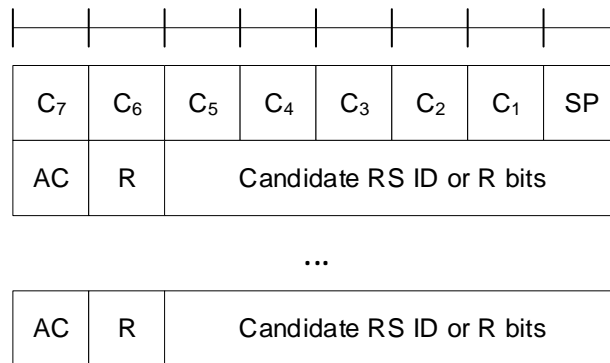 C₇ C₆ C₅ C₄ C₃ C₂ C₁ SP
AC R Candidate RS ID or R bits
...
AC R Candidate RS ID or R bits